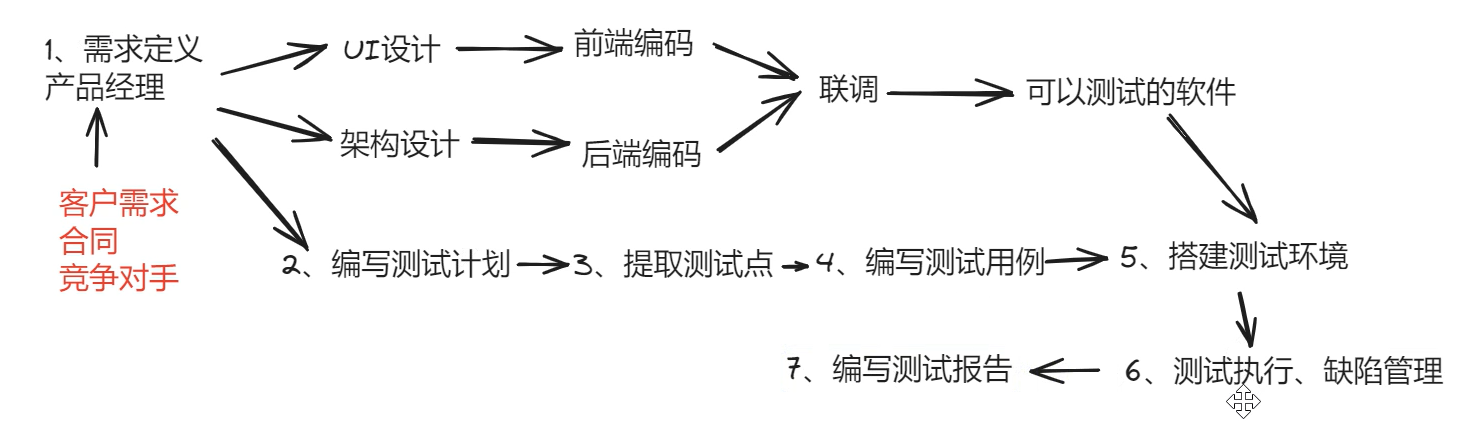 1、需求定义
产品经理
UI设计
前端编码
联调
可以测试的软件
架构设计
后端编码
客户需求
合同
竞争对手
2、编写测试计划
3、提取测试点
4、编写测试用例
5、搭建测试环境
6、测试执行、缺陷管理
7、编写测试报告